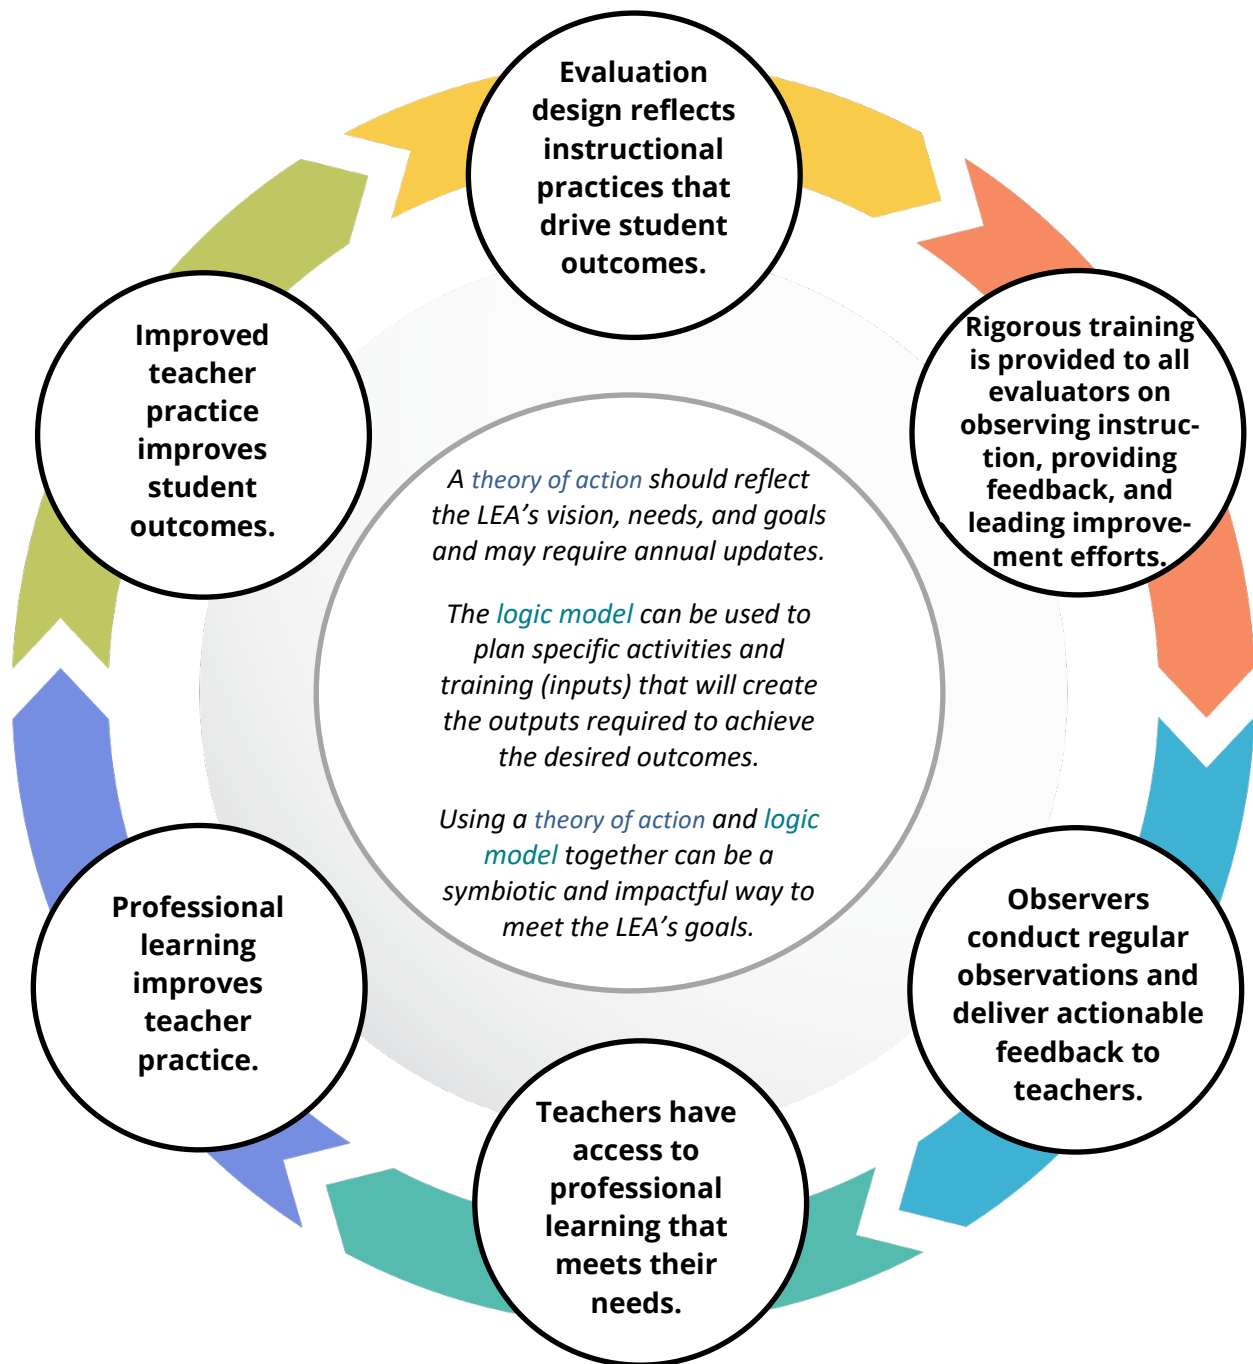 Evaluation
design reflects
instructional
practices that
drive student
outcomes.
Rigorous training
is provided to all
evaluators on
observing instruc-
tion, providing
feedback, and
leading improve-
ment efforts.
Observers
conduct regular
observations and
deliver actionable
feedback to
teachers.
Teachers have
access to
professional
learning that
meets their
needs.
Professional
learning
improves
teacher
practice.
Improved
teacher
practice
improves
student
outcomes.
A theory of action should reflect
the LEA’s vision, needs, and goals
and may require annual updates.
The logic model can be used to
plan specific activities and
training (inputs) that will create
the outputs required to achieve
the desired outcomes.
Using a theory of action and logic
model together can be a
symbiotic and impactful way to
meet the LEA’s goals.